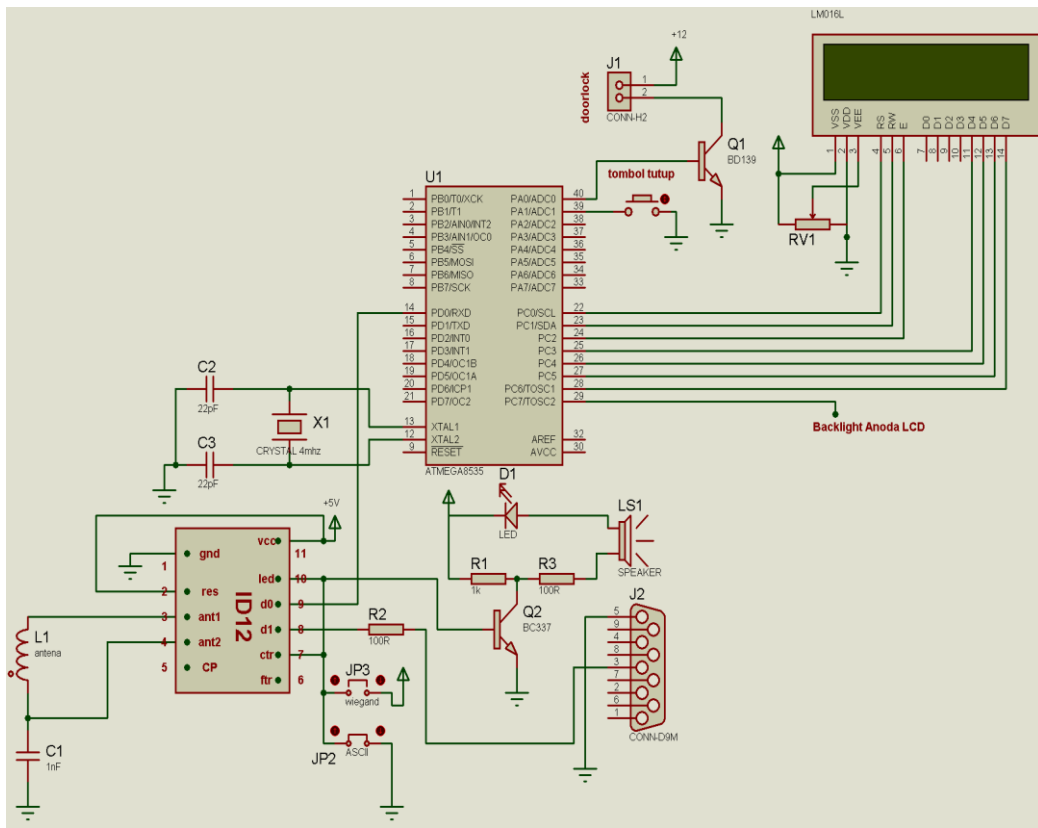 LM016L
VSS
VDD
VEE
RS
RW
E
D0
D1
D2
D3
D4
D5
D6
D7
1
2
3
4
5
6
7
8
9
10
11
12
13
14
+12
J1
1
2
doorlock
CONN-H2
Q1
BD139
tombol tutup
RV1
U1
1 PB0/T0/XCK PA0/ADC0 40
2 PB1/T1 PA1/ADC1 39
3 PB2/AIN0/INT2 PA2/ADC2 38
4 PB3/AIN1/OC0 PA3/ADC3 37
5 PB4/SS PA4/ADC4 36
6 PB5/MOSI PA5/ADC5 35
7 PB6/MISO PA6/ADC6 34
8 PB7/SCK PA7/ADC7 33
14 PD0/RXD PC0/SCL 22
15 PD1/TXD PC1/SDA 23
16 PD2/INT0 PC2 24
17 PD3/INT1 PC3 25
18 PD4/OC1B PC4 26
19 PD5/OC1A PC5 27
20 PD6/ICP1 PC6/TOSC1 28
21 PD7/OC2 PC7/TOSC2 29
13 XTAL1
12 XTAL2 AREF 32
9 RESET AVCC 30
ATMEGA8535
Backlight Anoda LCD
C2
22pF
X1
CRYSTAL 4mhz
C3
22pF
D1
LED
LS1
SPEAKER
R1
1k
R3
100R
Q2
BC337
+5V
ID12
vcc 11
1 gnd
led 10
2 res
d0 9
3 ant1
d1 8
4 ant2
ctr 7
5 CP
ftr 6
L1
antena
C1
1nF
R2
100R
JP3
wiegand
JP2
ASCII
J2
5
9
4
8
3
7
2
6
1
CONN-D9M